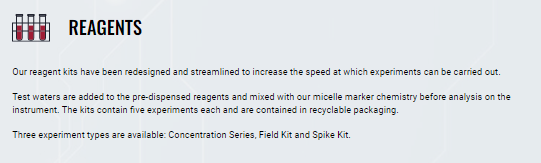 REAGENTS
Our reagent kits have been redesigned and streamlined to increase the speed at which experiments can be carried out.
Test waters are added to the pre-dispensed reagents and mixed with our micelle marker chemistry before analysis on the
instrument. The kits contain five experiments each and are contained in recyclable packaging.
Three experiment types are available: Concentration Series, Field Kit and Spike Kit.